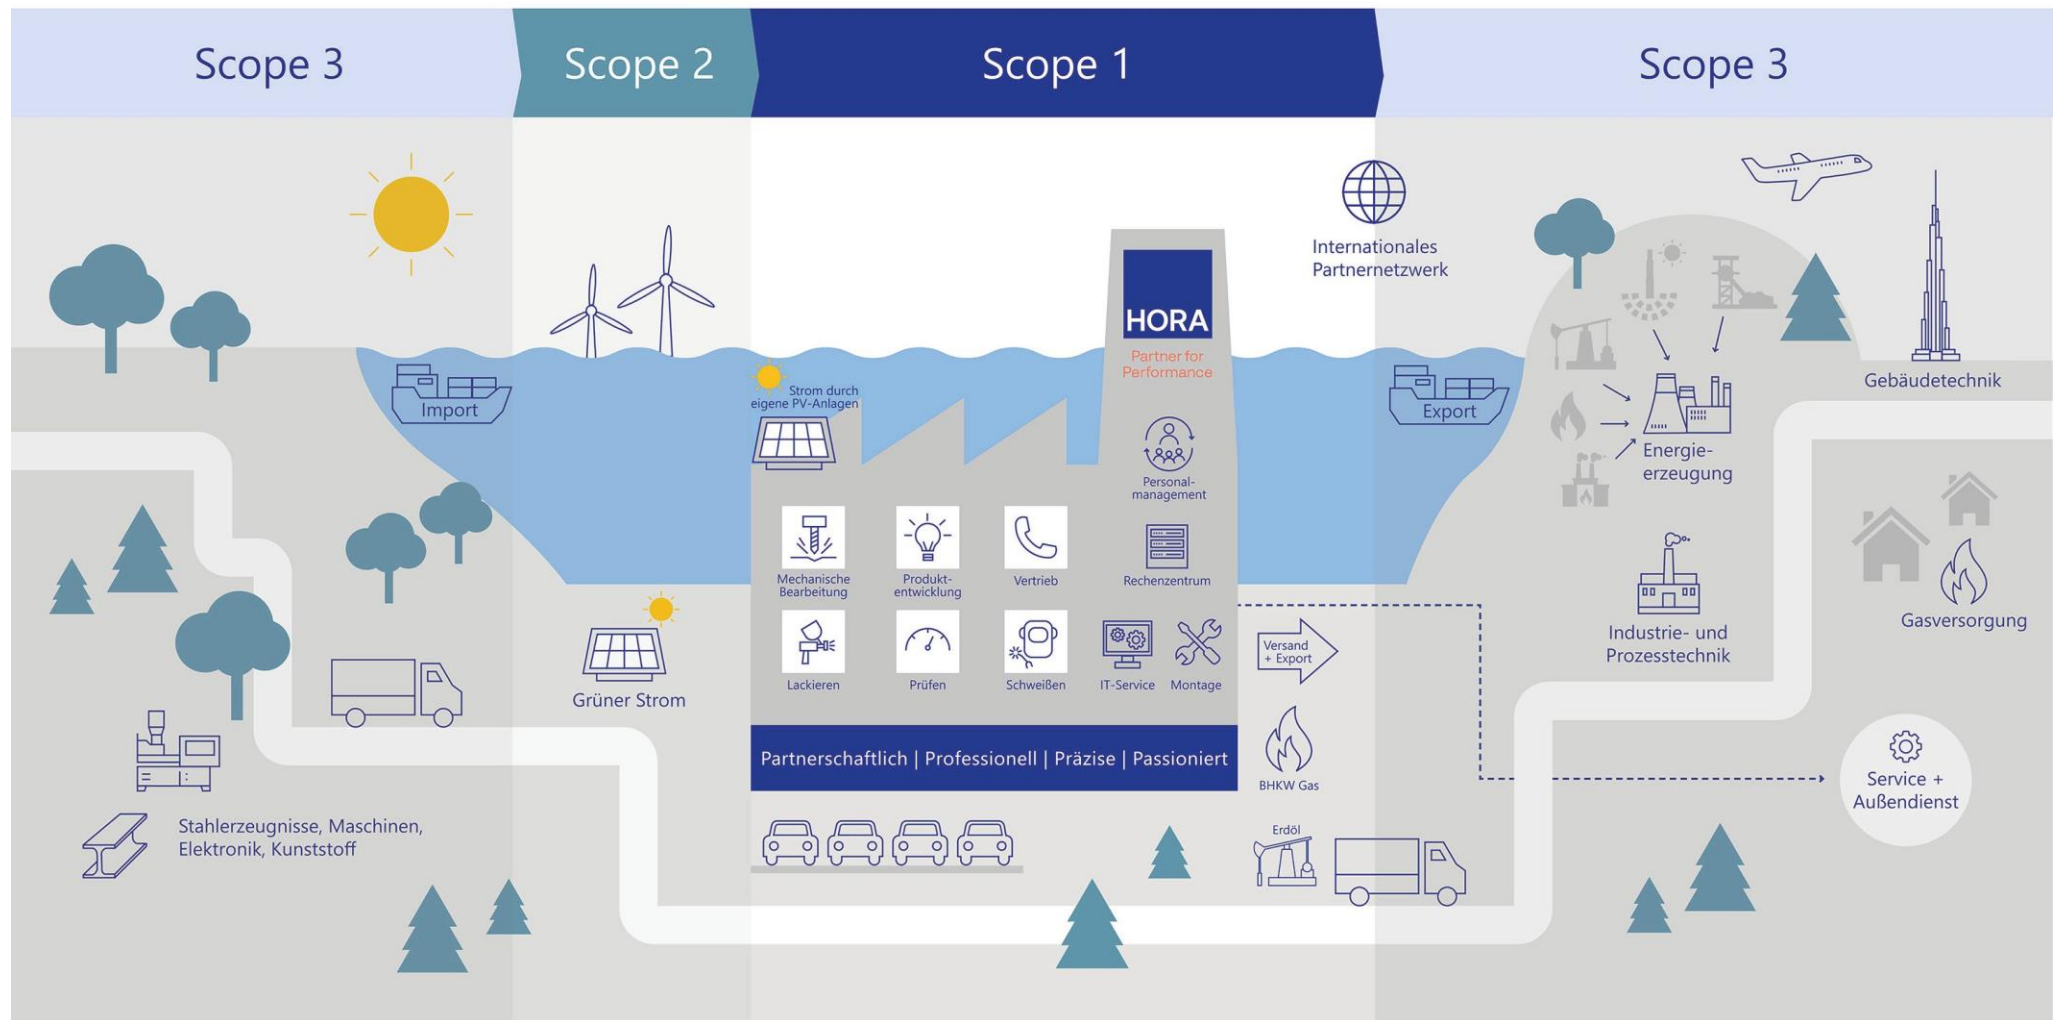 Scope 3
Scope 2
Scope 1
Scope 3
Internationales
Partnernetzwerk
HORA
Partner for
Performance
Import
Strom durch
eigene PV-Anlagen
Export
Gebäudetechnik
Energie-
erzeugung
Personal-
management
Mechanische
Bearbeitung
Produkt-
entwicklung
Vertrieb
Rechenzentrum
Industrie- und
Prozesstechnik
Gasversorgung
Grüner Strom
Lackieren
Prüfen
Schweißen
IT-Service
Montage
Versand
+ Export
Partnerschaftlich | Professionell | Präzise | Passioniert
BHKW Gas
Service +
Außendienst
Stahlerzeugnisse, Maschinen,
Elektronik, Kunststoff
Erdöl